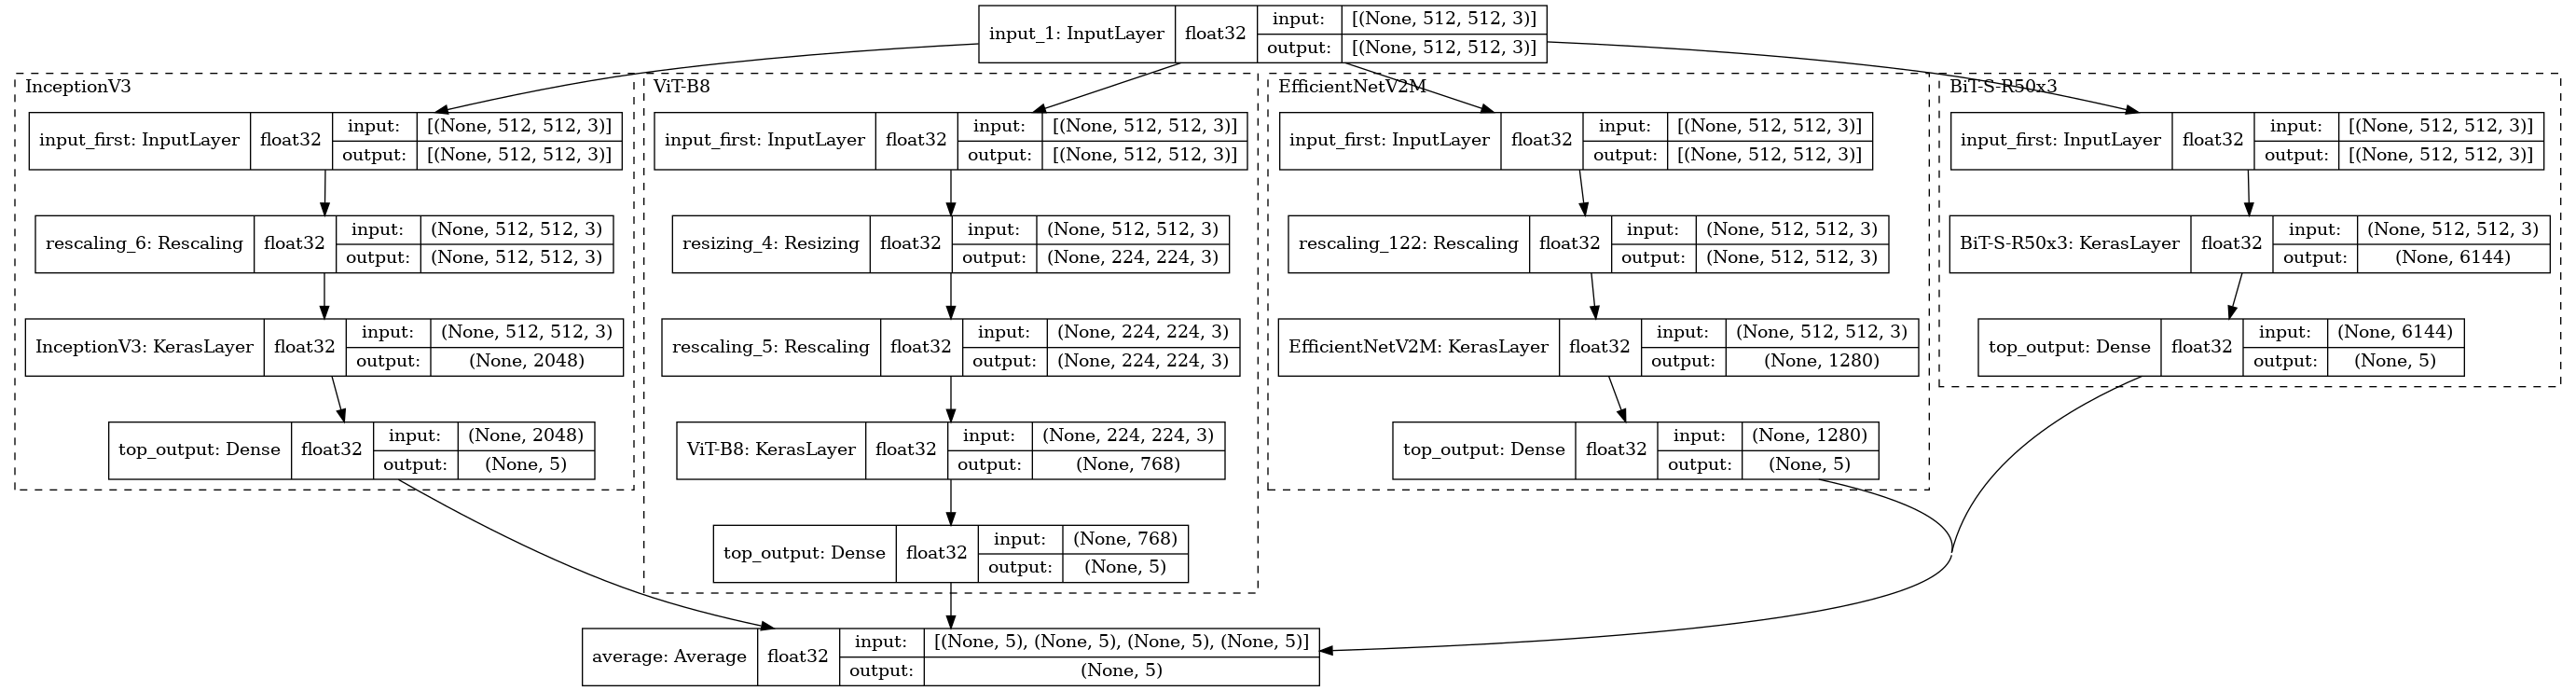 input_1: InputLayer float32 input: [(None, 512, 512, 3)]
output: [(None, 512, 512, 3)]
InceptionV3
input_first: InputLayer float32 input: [(None, 512, 512, 3)]
output: [(None, 512, 512, 3)]
rescaling_6: Rescaling float32 input: (None, 512, 512, 3)
output: (None, 512, 512, 3)
InceptionV3: KerasLayer float32 input: (None, 512, 512, 3)
output: (None, 2048)
top_output: Dense float32 input: (None, 2048)
output: (None, 5)
ViT-B8
input_first: InputLayer float32 input: [(None, 512, 512, 3)]
output: [(None, 512, 512, 3)]
resizing_4: Resizing float32 input: (None, 512, 512, 3)
output: (None, 224, 224, 3)
rescaling_5: Rescaling float32 input: (None, 224, 224, 3)
output: (None, 224, 224, 3)
ViT-B8: KerasLayer float32 input: (None, 224, 224, 3)
output: (None, 768)
top_output: Dense float32 input: (None, 768)
output: (None, 5)
EfficientNetV2M
input_first: InputLayer float32 input: [(None, 512, 512, 3)]
output: [(None, 512, 512, 3)]
rescaling_122: Rescaling float32 input: (None, 512, 512, 3)
output: (None, 512, 512, 3)
EfficientNetV2M: KerasLayer float32 input: (None, 512, 512, 3)
output: (None, 1280)
top_output: Dense float32 input: (None, 1280)
output: (None, 5)
BiT-S-R50x3
input_first: InputLayer float32 input: [(None, 512, 512, 3)]
output: [(None, 512, 512, 3)]
BiT-S-R50x3: KerasLayer float32 input: (None, 512, 512, 3)
output: (None, 6144)
top_output: Dense float32 input: (None, 6144)
output: (None, 5)
average: Average float32 input: [(None, 5), (None, 5), (None, 5), (None, 5)]
output: (None, 5)